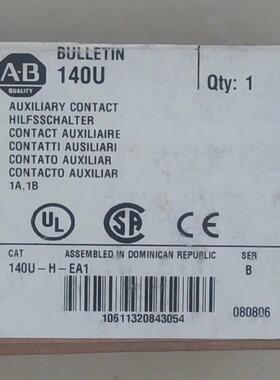 A-B
QUALITY
BULLETIN
140U
Qty: 1
AUXILIARY CONTACT
HILFSSCHALTER
CONTACT AUXILIAIRE
CONTATTI AUSILIARI
CONTATO AUXILIAR
CONTACTO AUXILIAR
1A,1B
UL
SA
CE
CAT ASSEMBLED IN DOMINICAN REPUBLIC SER
140U-H-EA1 B
10611320843054
080806